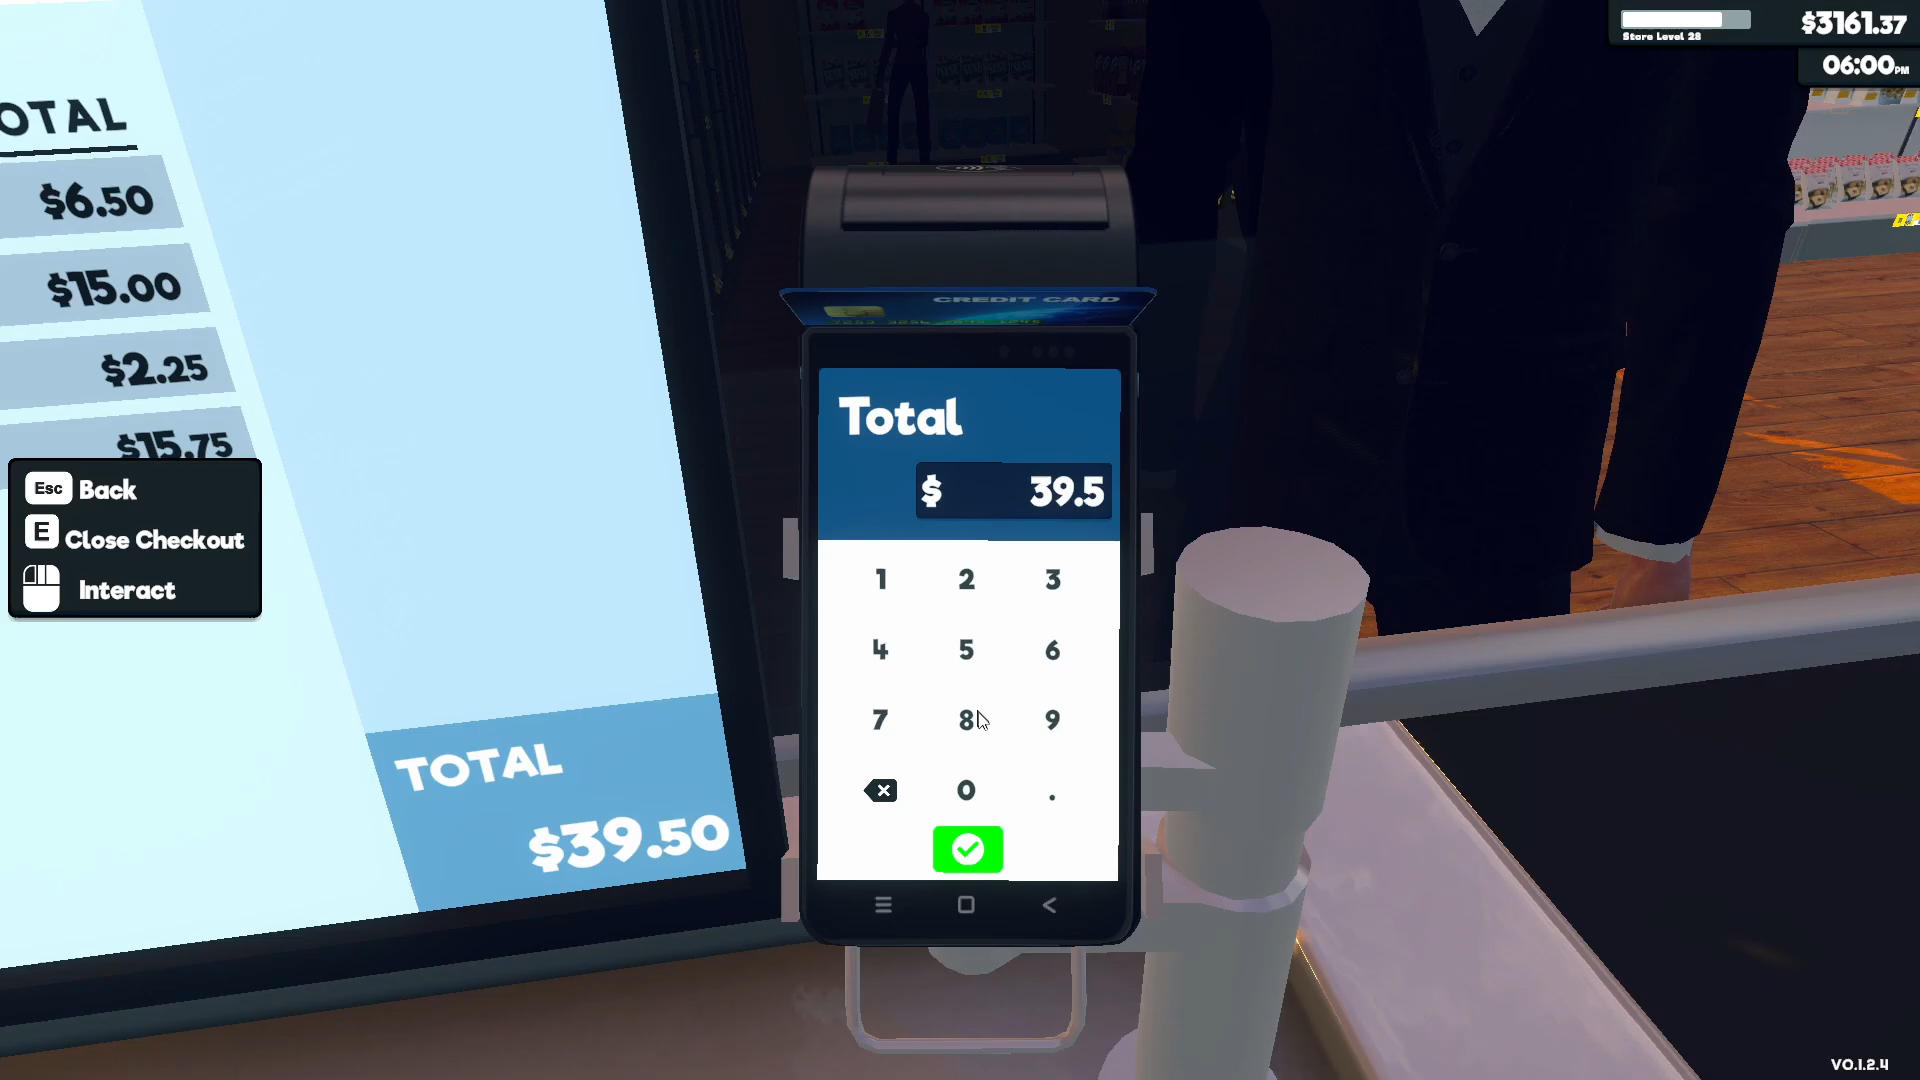 $3161.37
Store Level 28
06:00PM
OTAL
$6.50
$15.00
$2.25
$15.75
Esc Back
E Close Checkout
Interact
TOTAL
$39.50
CREDIT CARD
Total
$ 39.5
1 2 3
4 5 6
7 8 9
0 .
V0.1.2.4